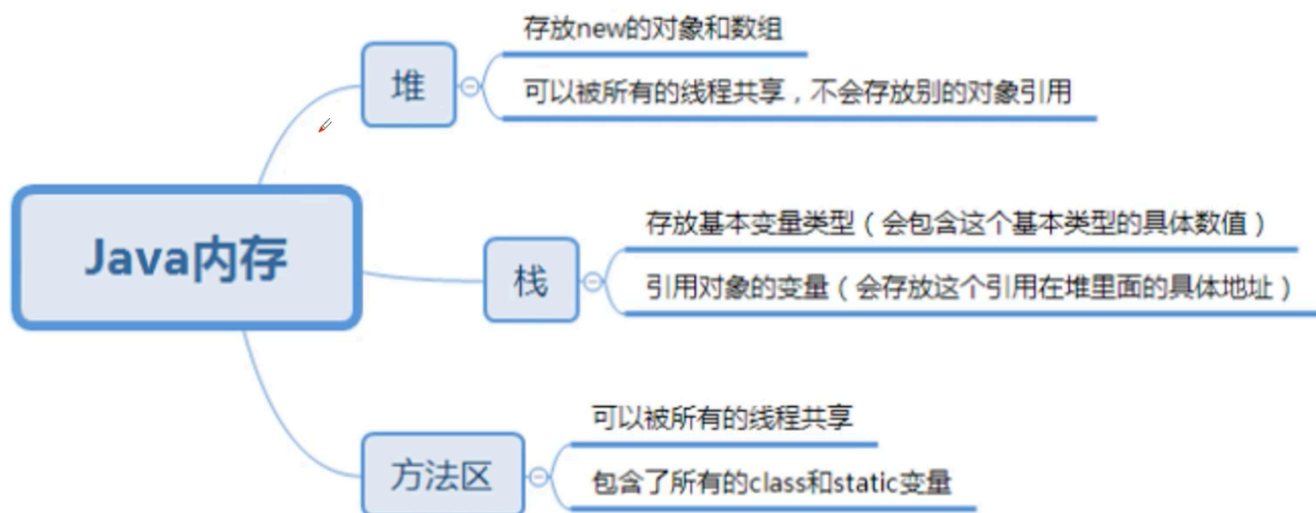 存放new的对象和数组
堆
可以被所有的线程共享，不会存放别的对象引用
存放基本变量类型（会包含这个基本类型的具体数值）
Java内存
栈
引用对象的变量（会存放这个引用在堆里面的具体地址）
可以被所有的线程共享
方法区
包含了所有的class和static变量